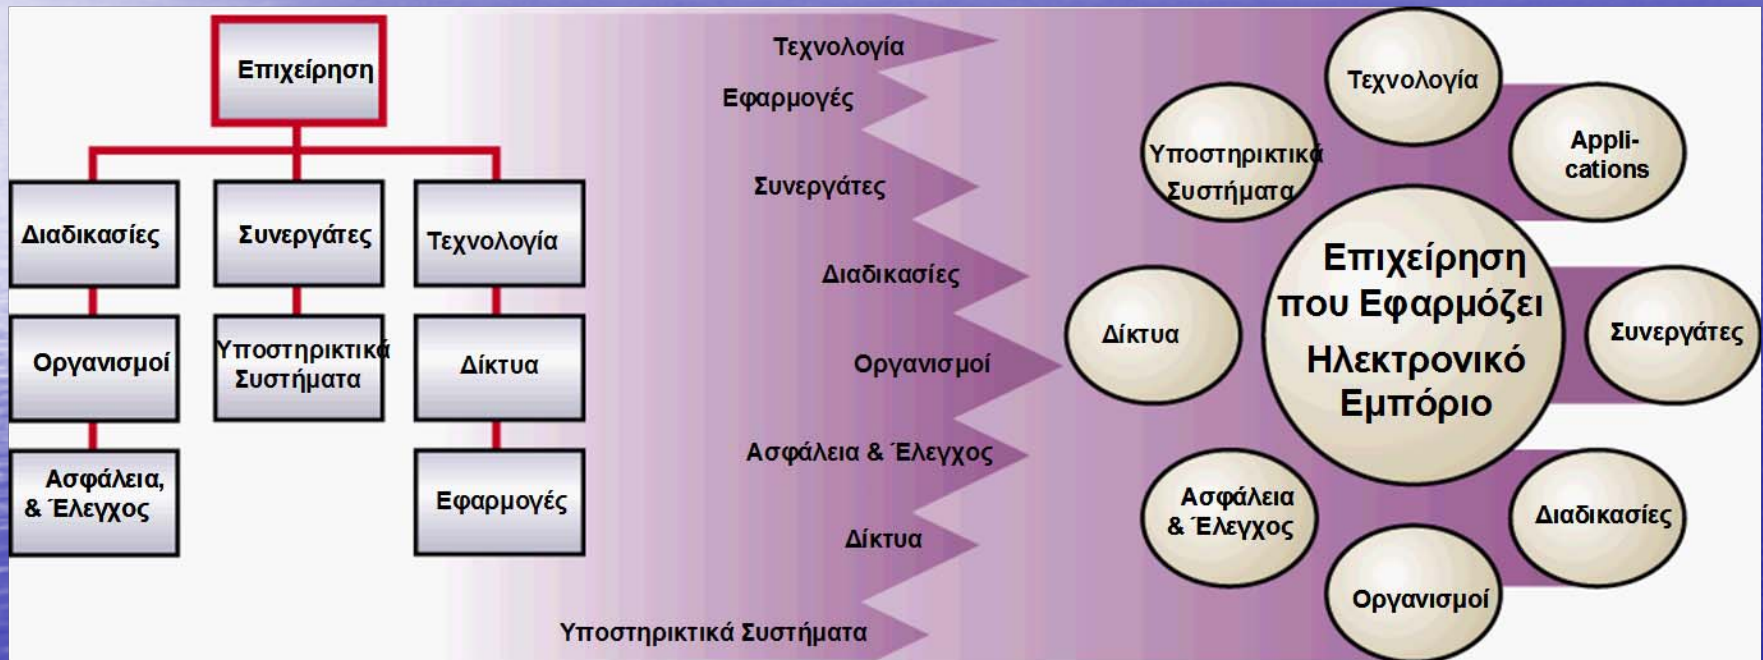 Επιχείρηση
Διαδικασίες
Συνεργάτες
Τεχνολογία
Οργανισμοί
Υποστηρικτικά
Συστήματα
Δίκτυα
Ασφάλεια,
& Έλεγχος
Εφαρμογές
Τεχνολογία
Εφαρμογές
Συνεργάτες
Διαδικασίες
Οργανισμοί
Ασφάλεια & Έλεγχος
Δίκτυα
Υποστηρικτικά Συστήματα
Τεχνολογία
Appli-
cations
Υποστηρικτικά
Συστήματα
Επιχείρηση
που Εφαρμόζει
Ηλεκτρονικό
Εμπόριο
Δίκτυα
Συνεργάτες
Ασφάλεια
& Έλεγχος
Διαδικασίες
Οργανισμοί